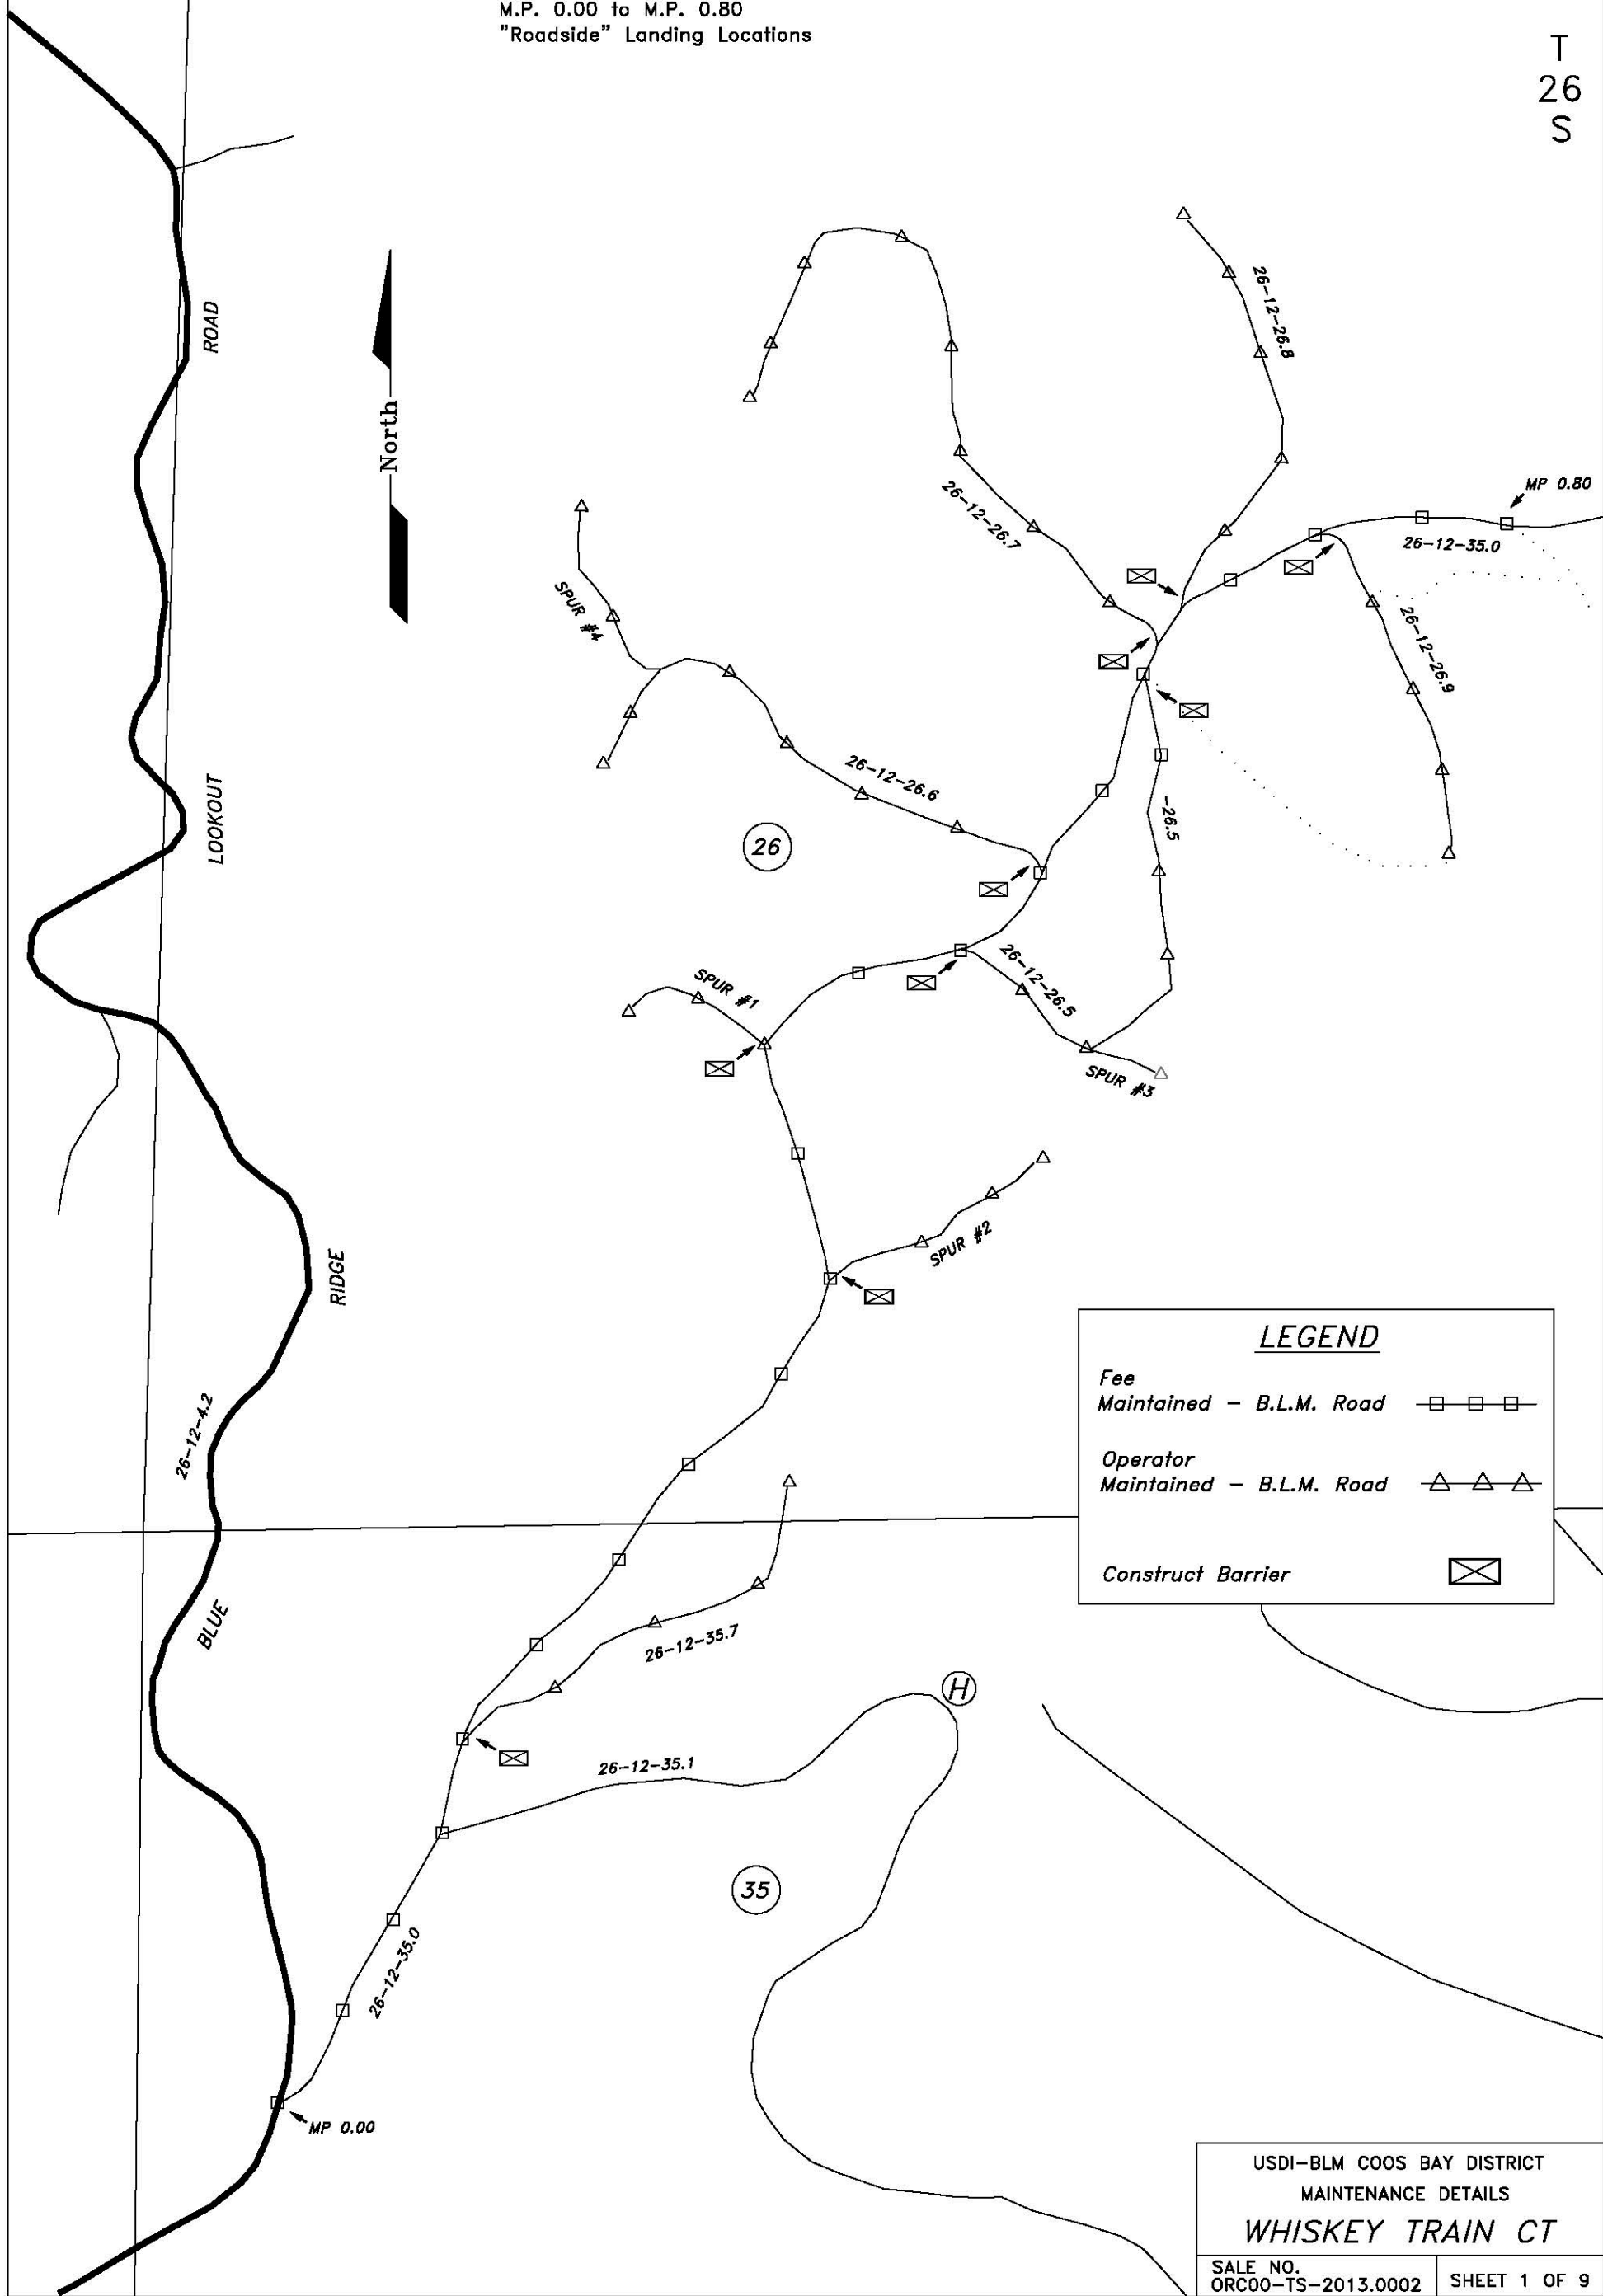 M.P. 0.00 to M.P. 0.80
"Roadside" Landing Locations
T
26
S
ROAD
North
26-12-26.8
MP 0.80
26-12-26.7
26-12-35.0
SPUR #4
26-12-26.9
LOOKOUT
26-12-26.6
-26.5
26
SPUR #1
26-12-26.5
SPUR #3
SPUR #2
RIDGE
LEGEND
Fee
Maintained - B.L.M. Road
Operator
Maintained - B.L.M. Road
Construct Barrier
26-12-4.2
BLUE
26-12-35.7
H
26-12-35.1
35
26-12-35.0
MP 0.00
USDI-BLM COOS BAY DISTRICT
MAINTENANCE DETAILS
WHISKEY TRAIN CT
SALE NO.
ORC00-TS-2013.0002
SHEET 1 OF 9